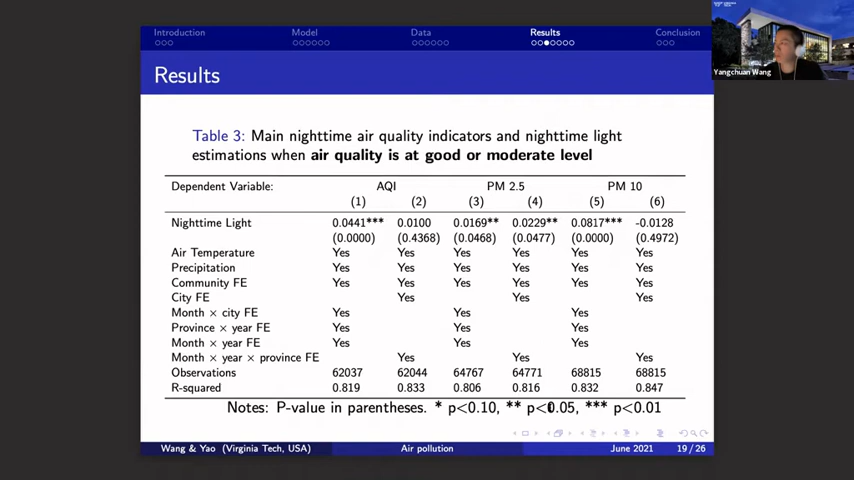 Introduction Model Data Results Conclusion
Yangchuan Wang
Results
Table 3: Main nighttime air quality indicators and nighttime light
estimations when air quality is at good or moderate level
Dependent Variable: AQI PM 2.5 PM 10
(1) (2) (3) (4) (5) (6)
Nighttime Light 0.0441*** 0.0100 0.0169** 0.0229** 0.0817*** -0.0128
(0.0000) (0.4368) (0.0468) (0.0477) (0.0000) (0.4972)
Air Temperature Yes Yes Yes Yes Yes Yes
Precipitation Yes Yes Yes Yes Yes Yes
Community FE Yes Yes Yes Yes Yes Yes
City FE Yes Yes Yes
Month × city FE Yes Yes Yes
Province × year FE Yes Yes Yes
Month × year FE Yes Yes Yes
Month × year × province FE Yes Yes Yes
Observations 62037 62044 64767 64771 68815 68815
R-squared 0.819 0.833 0.806 0.816 0.832 0.847
Notes: P-value in parentheses. * p<0.10, ** p<0.05, *** p<0.01
Wang & Yao (Virginia Tech, USA) Air pollution June 2021 19 / 26